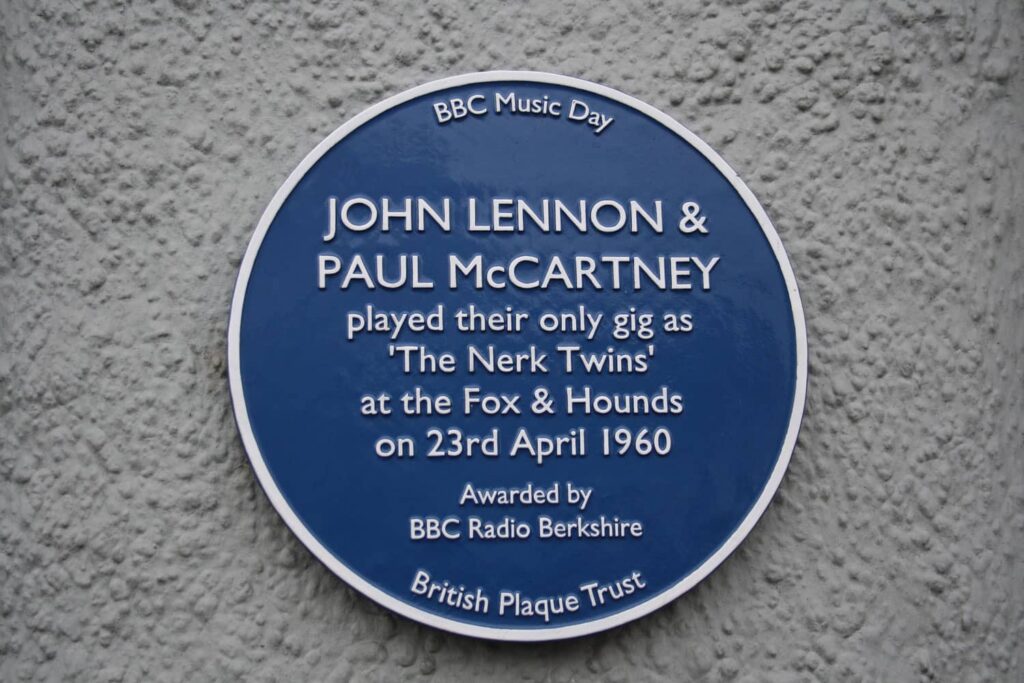 BBC Music Day
JOHN LENNON &
PAUL McCARTNEY
played their only gig as
'The Nerk Twins'
at the Fox & Hounds
on 23rd April 1960
Awarded by
BBC Radio Berkshire
British Plaque Trust